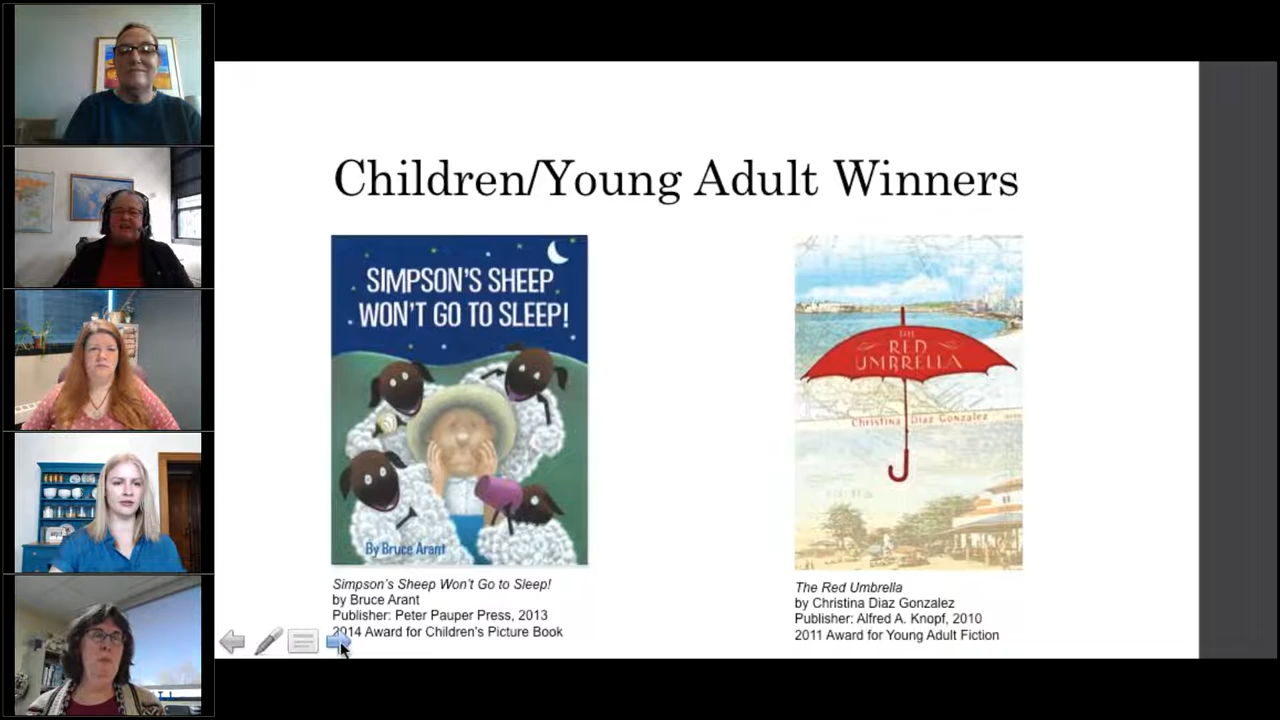 Children/Young Adult Winners
SIMPSON'S SHEEP
WON'T GO TO SLEEP!
By Bruce Arant
THE
RED
UMBRELLA
Christina Diaz Gonzalez
Simpson's Sheep Won't Go to Sleep!
by Bruce Arant
Publisher: Peter Pauper Press, 2013
2014 Award for Children's Picture Book
The Red Umbrella
by Christina Diaz Gonzalez
Publisher: Alfred A. Knopf, 2010
2011 Award for Young Adult Fiction